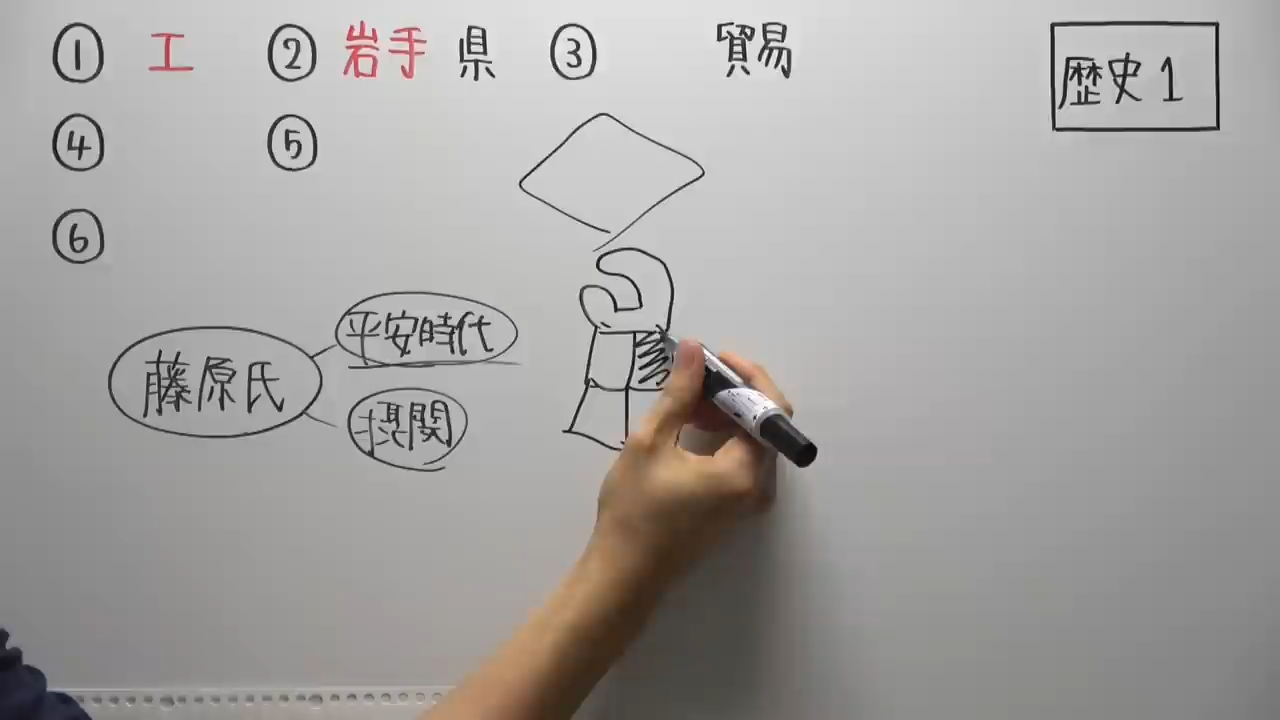 ① エ ② 岩手 県 ③ 貿易
歴史1
④ ⑤
⑥
平安時代
藤原氏
摂関